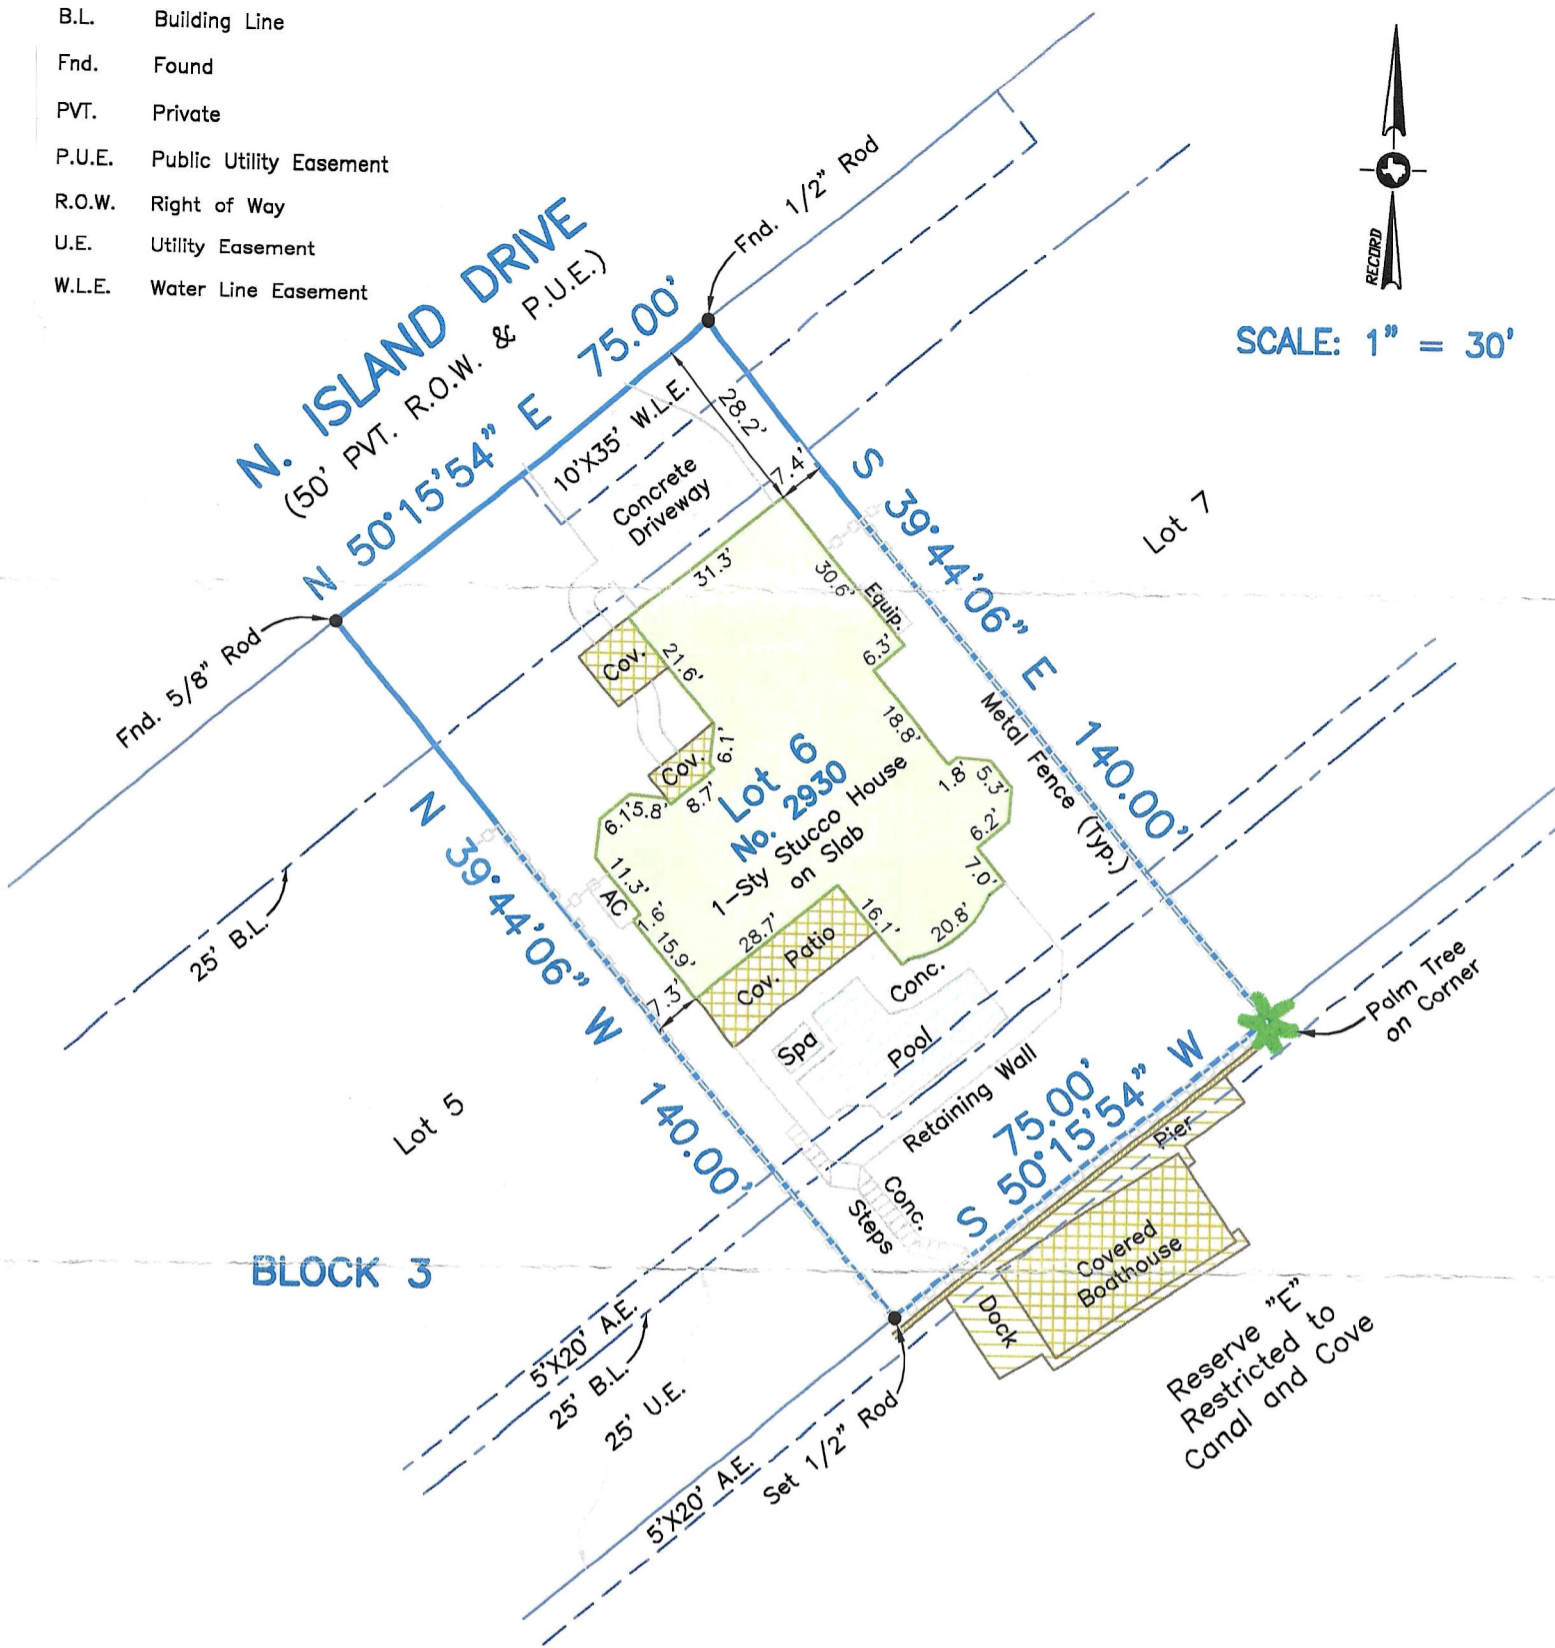 B.L. Building Line
Fnd. Found
PVT. Private
P.U.E. Public Utility Easement
R.O.W. Right of Way
U.E. Utility Easement
W.L.E. Water Line Easement
RECORD
SCALE: 1" = 30'
N. ISLAND DRIVE
(50' PVT. R.O.W. & P.U.E.)
N 50°15'54" E 75.00'
Fnd. 1/2" Rod
Fnd. 5/8" Rod
10'X35' W.L.E.
28.2'
7.4'
Concrete
Driveway
S 39°44'06" E 140.00'
Lot 7
31.3'
30.6'
Equip.
Cov.
21.6'
6.3'
18.8'
Metal Fence (Typ.)
6.1'
Cov.
8.7'
5.8'
6.1'
Lot 6
No. 2930
1-Sty Stucco House
on Slab
1.8'
5.3'
6.2'
7.0'
20.8'
16.1'
28.7'
11.3'
AC
1.6'
15.9'
7.3'
Cov. Patio
Conc.
Spa
Pool
Retaining Wall
25' B.L.
N 39°44'06" W 140.00'
Lot 5
BLOCK 3
Conc.
Steps
75.00'
S 50°15'54" W
Palm Tree
on Corner
Pier
Covered
Boathouse
Dock
Reserve "E"
Restricted to
Canal and Cove
5'X20' A.E.
25' B.L.
25' U.E.
5'X20' A.E.
Set 1/2" Rod